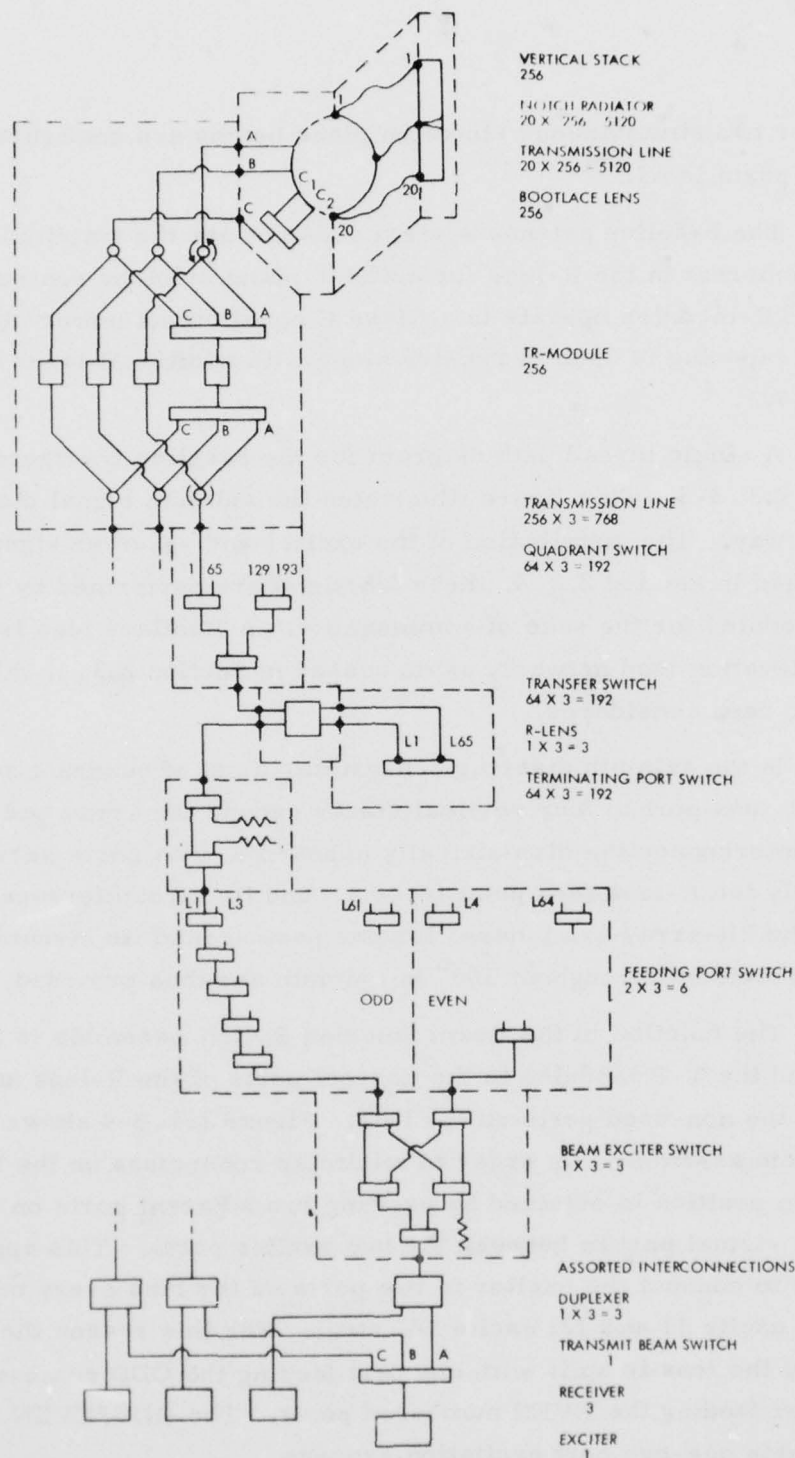 VERTICAL STACK
256
NOTCH RADIATOR
20 X 256 - 5120
TRANSMISSION LINE
20 X 256 - 5120
BOOTLACE LENS
256
1
B
C
C1
C2
20
20
TR-MODULE
256
C B A
C B A
TRANSMISSION LINE
256 X 3 = 768
QUADRANT SWITCH
64 X 3 = 192
1 65 129 193
TRANSFER SWITCH
64 X 3 = 192
R-LENS
1 X 3 = 3
TERMINATING PORT SWITCH
64 X 3 = 192
L1 L65
L1 L3 L61 L4 L64
FEEDING PORT SWITCH
2 X 3 = 6
ODD EVEN
BEAM EXCITER SWITCH
1 X 3 = 3
ASSORTED INTERCONNECTIONS
DUPLEXER
1 X 3 = 3
TRANSMIT BEAM SWITCH
1
C B A
RECEIVER
3
EXCITER
1